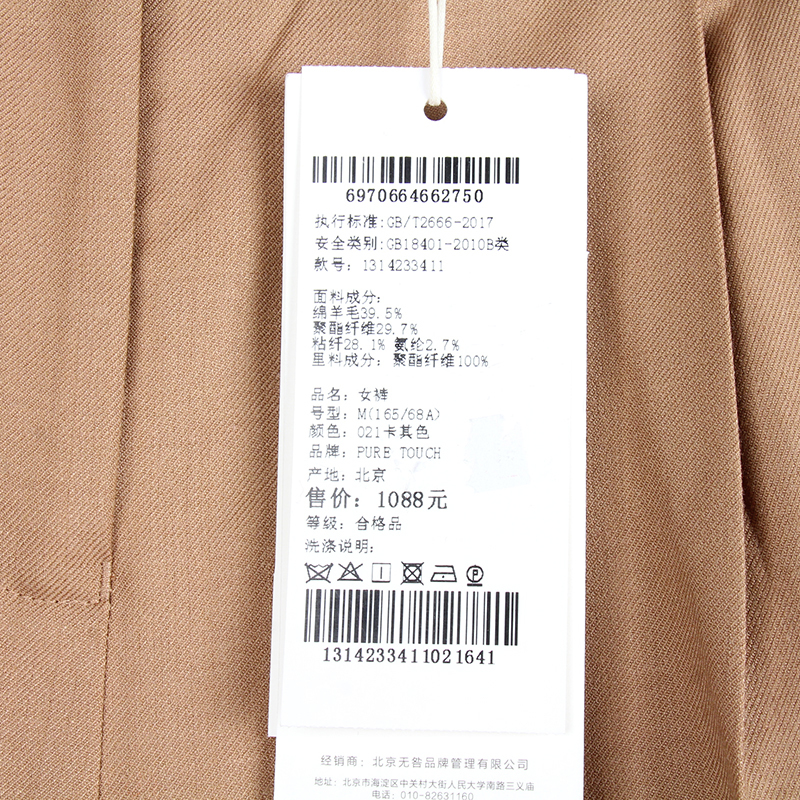 6970664662750
执行标准:GB/T2666-2017
安全类别:GB18401-2010B类
款号：1314233411
面料成分:
绵羊毛39.5%
聚酯纤维29.7%
粘纤28.1% 氨纶2.7%
里料成分：聚酯纤维100%
品名：女裤
号型：M(165/68A)
颜色：021卡其色
品牌：PURE TOUCH
产地：北京
售价：1088元
等级：合格品
洗涤说明:
P
1314233411021641
经销商：北京无咎品牌管理有限公司
地址：北京市海淀区中关村大街人民大学南路三义庙
电话：010-82631160